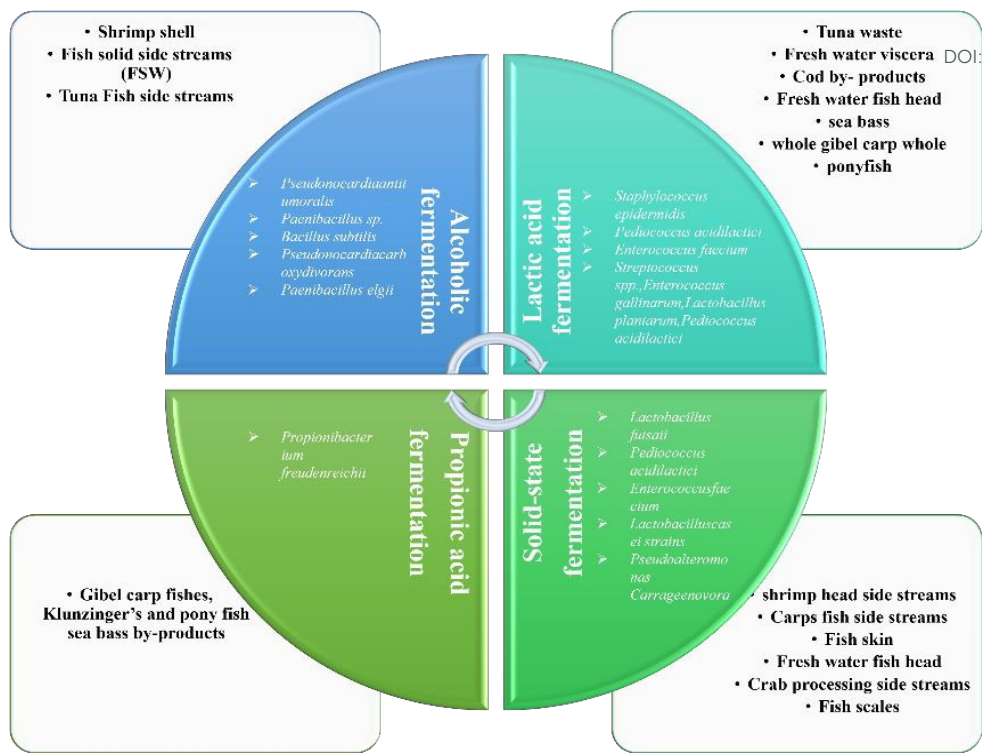 • Shrimp shell
• Fish solid side streams
(FSW)
• Tuna Fish side streams
• Tuna waste
• Fresh water viscera
DOI:
• Cod by- products
• Fresh water fish head
• sea bass
• whole gibel carp whole
• ponyfish
➢ Pseudonocardiaantit
umoralis
➢ Paenibacillus sp.
➢ Bacillus subtilis
➢ Pseudonocardiacarb
oxydivorans
➢ Paenibacillus elgii
Alcoholic
fermentation
Lactic acid
fermentation
➢ Staphylococcus
epidermidis
➢ Pediococcus acidilactici
➢ Enterococcus faecium
➢ Streptococcus
spp.,Enterococcus
gallinarum,Lactobacillus
plantarum,Pediococcus
acidilactici
➢ Propionibacter
ium
freudenreichii
Propionic acid
fermentation
Solid-state
fermentation
➢ Lactobacillus
futsaii
➢ Pediococcus
acidilactici
➢ Enterococcusfae
cium
➢ Lactobacilluscas
ei strains
➢ Pseudoalteromo
nas
Carrageenovora
• Gibel carp fishes,
Klunzinger's and pony fish
sea bass by-products
• shrimp head side streams
• Carps fish side streams
• Fish skin
• Fresh water fish head
• Crab processing side streams
• Fish scales